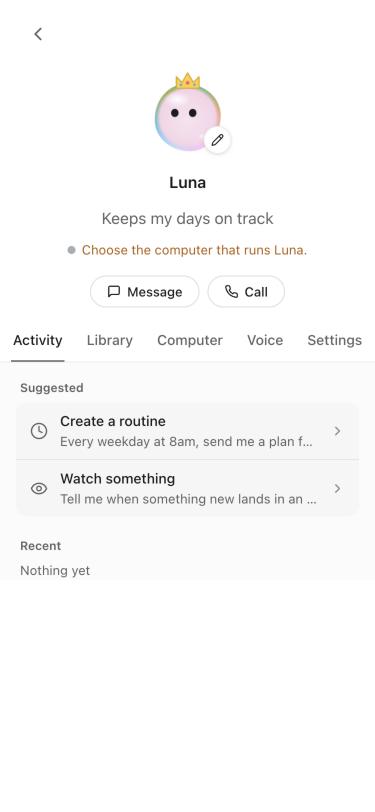 Luna
Keeps my days on track
Choose the computer that runs Luna.
Message
Call
Activity
Library
Computer
Voice
Settings
Suggested
Create a routine
Every weekday at 8am, send me a plan f...
Watch something
Tell me when something new lands in an ...
Recent
Nothing yet